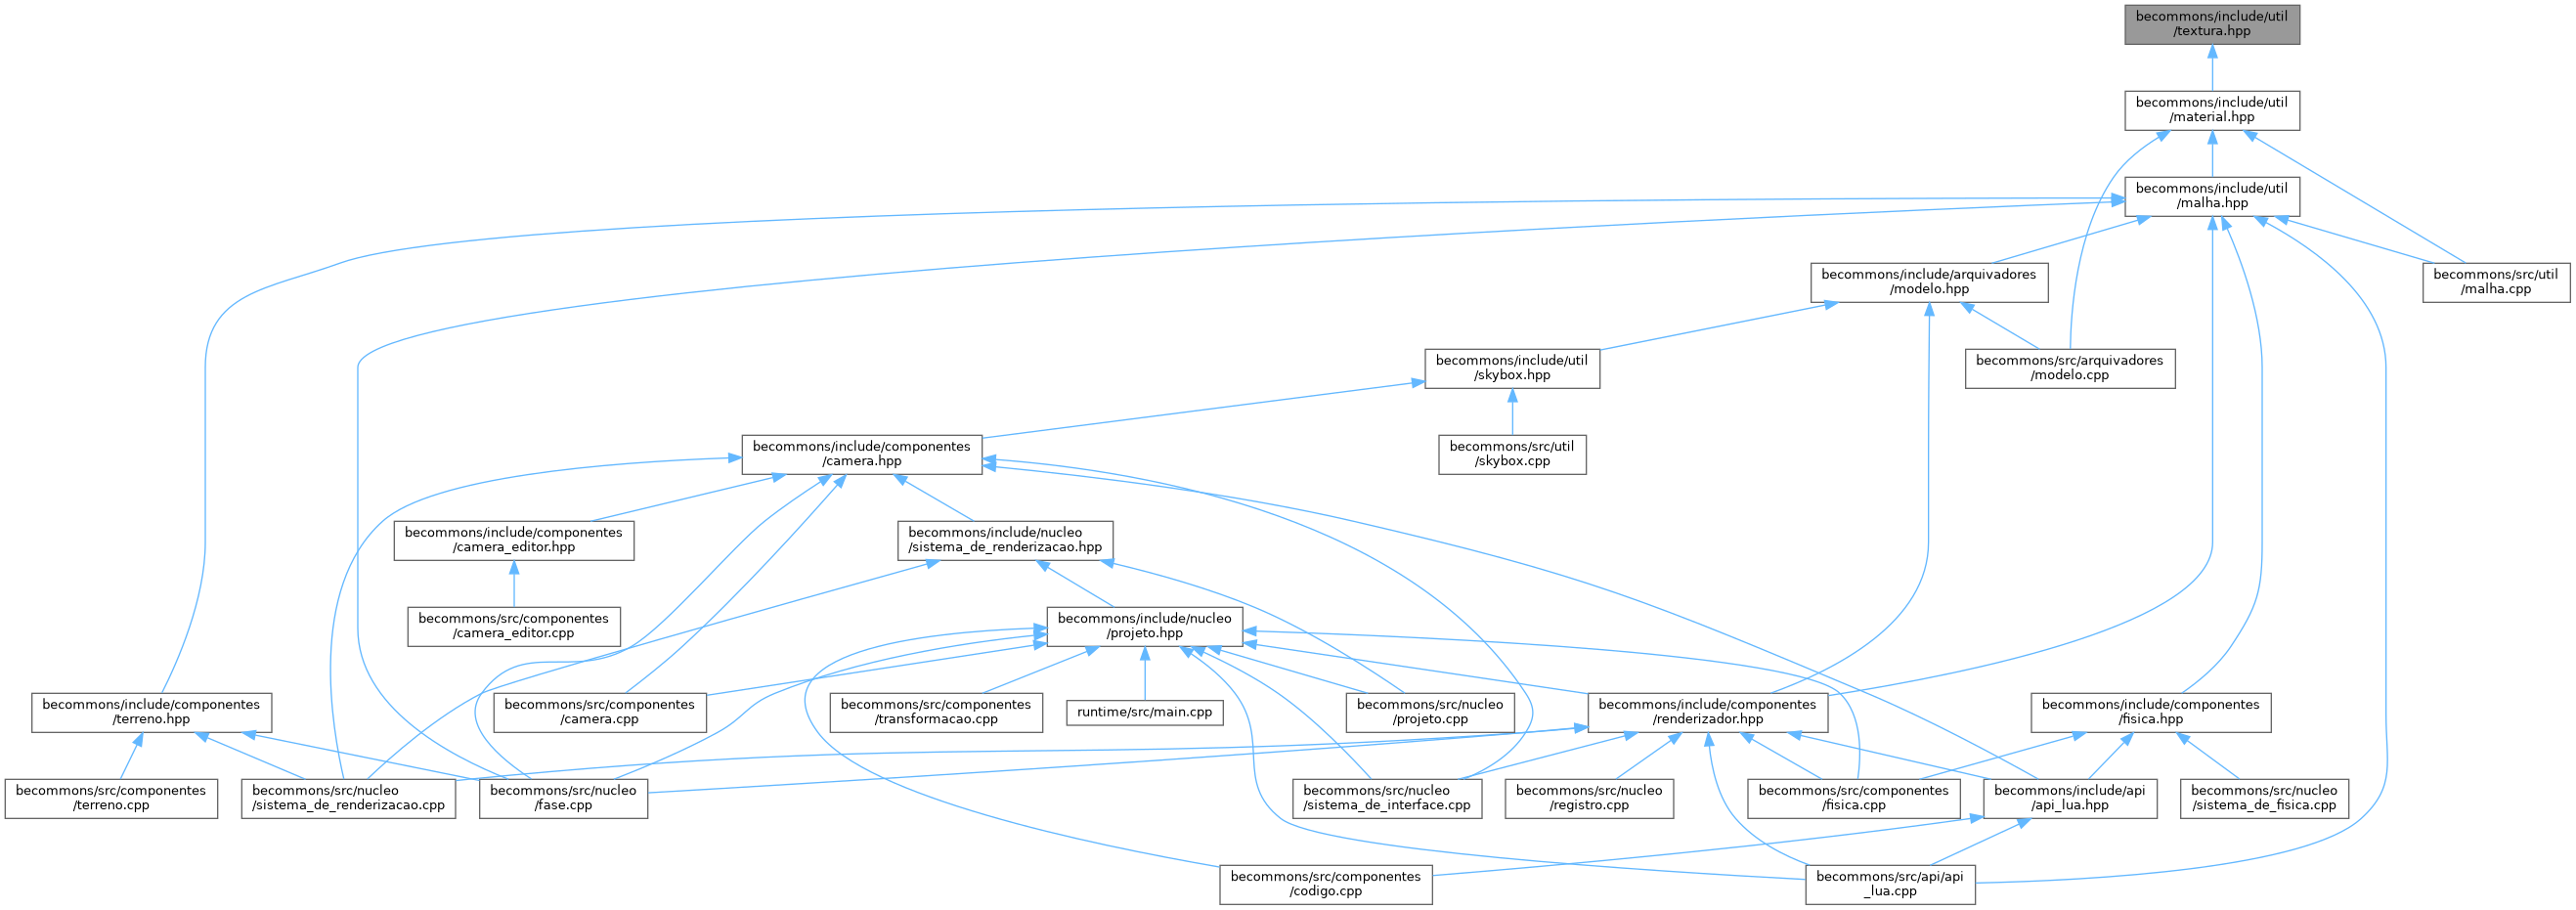 becommons/include/util
/textura.hpp
becommons/include/util
/material.hpp
becommons/include/util
/malha.hpp
becommons/include/arquivadores
/modelo.hpp
becommons/src/util
/malha.cpp
becommons/include/util
/skybox.hpp
becommons/src/arquivadores
/modelo.cpp
becommons/include/componentes
/camera.hpp
becommons/src/util
/skybox.cpp
becommons/include/componentes
/camera_editor.hpp
becommons/include/nucleo
/sistema_de_renderizacao.hpp
becommons/src/componentes
/camera_editor.cpp
becommons/include/nucleo
/projeto.hpp
becommons/include/componentes
/terreno.hpp
becommons/src/componentes
/camera.cpp
becommons/src/componentes
/transformacao.cpp
runtime/src/main.cpp
becommons/src/nucleo
/projeto.cpp
becommons/include/componentes
/renderizador.hpp
becommons/include/componentes
/fisica.hpp
becommons/src/componentes
/terreno.cpp
becommons/src/nucleo
/sistema_de_renderizacao.cpp
becommons/src/nucleo
/fase.cpp
becommons/src/nucleo
/sistema_de_interface.cpp
becommons/src/nucleo
/registro.cpp
becommons/src/componentes
/fisica.cpp
becommons/include/api
/api_lua.hpp
becommons/src/nucleo
/sistema_de_fisica.cpp
becommons/src/componentes
/codigo.cpp
becommons/src/api/api
_lua.cpp